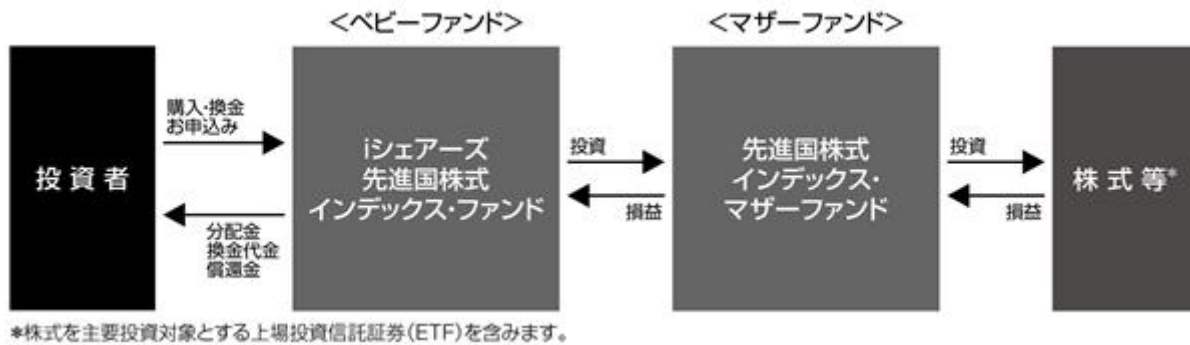 <ベビーファンド>
<マザーファンド>
投資者
購入・換金
お申込み
分配金
換金代金
償還金
iシェアーズ
先進国株式
インデックス・ファンド
投資
損益
先進国株式
インデックス・
マザーファンド
投資
損益
株式等*
*株式を主要投資対象とする上場投資信託証券(ETF)を含みます。